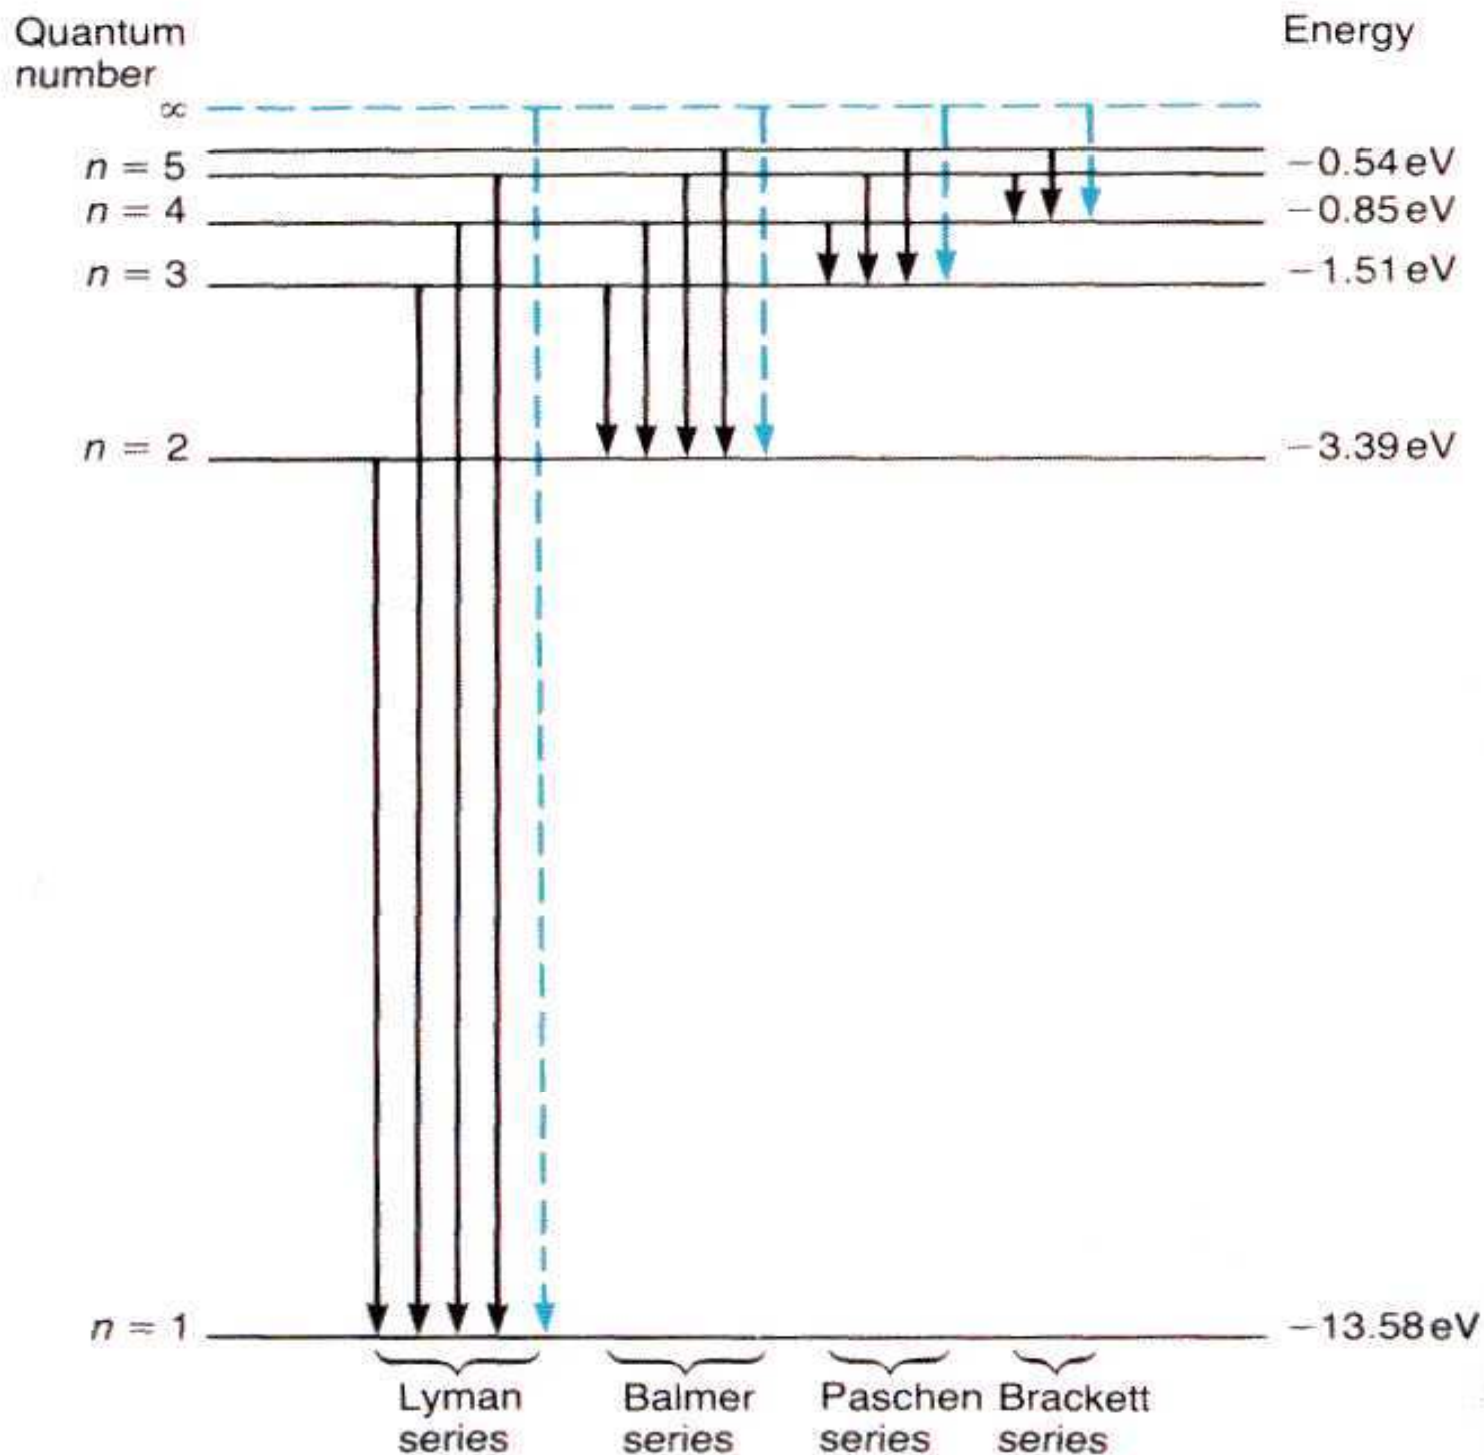 Quantum
number
Energy
∝
n = 5
−0.54 eV
n = 4
−0.85 eV
n = 3
−1.51 eV
n = 2
−3.39 eV
n = 1
−13.58 eV
Lyman
series
Balmer
series
Paschen
series
Brackett
series